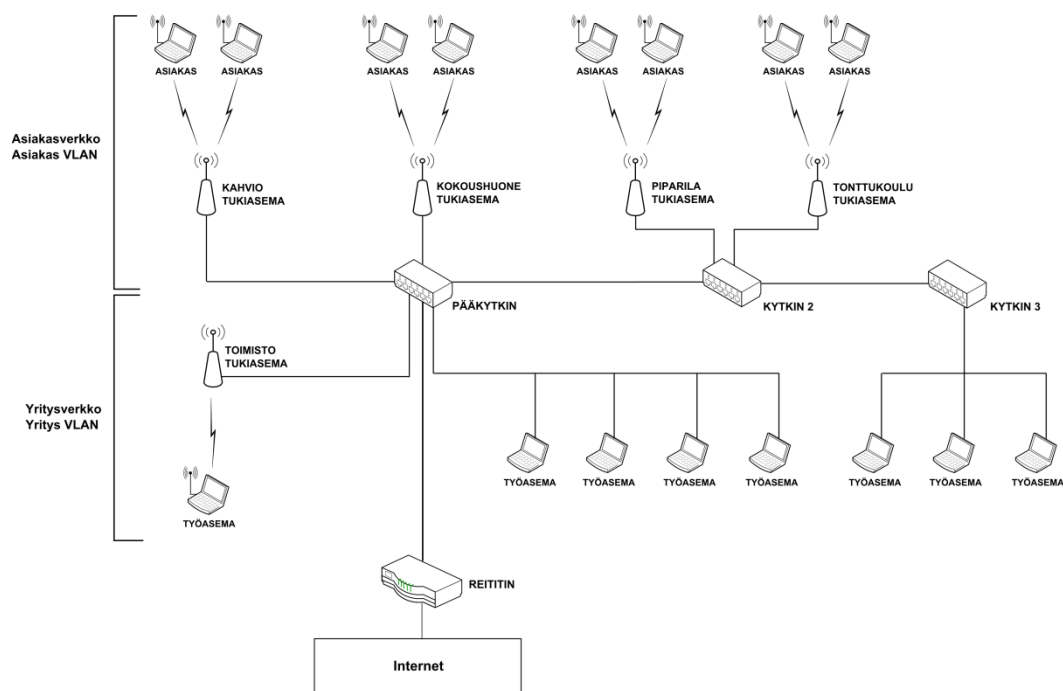 ASIAKAS ASIAKAS ASIAKAS ASIAKAS ASIAKAS ASIAKAS ASIAKAS ASIAKAS
Asiakasverkko
Asiakas VLAN
KAHVIO
TUKIASEMA
KOKOUSHUONE
TUKIASEMA
PIPARILA
TUKIASEMA
TONTTUKOULU
TUKIASEMA
PÄÄKYTKIN
KYTKIN 2
KYTKIN 3
TOIMISTO
TUKIASEMA
Yritysverkko
Yritys VLAN
TYÖASEMA TYÖASEMA TYÖASEMA TYÖASEMA TYÖASEMA TYÖASEMA TYÖASEMA
TYÖASEMA
REITITIN
Internet